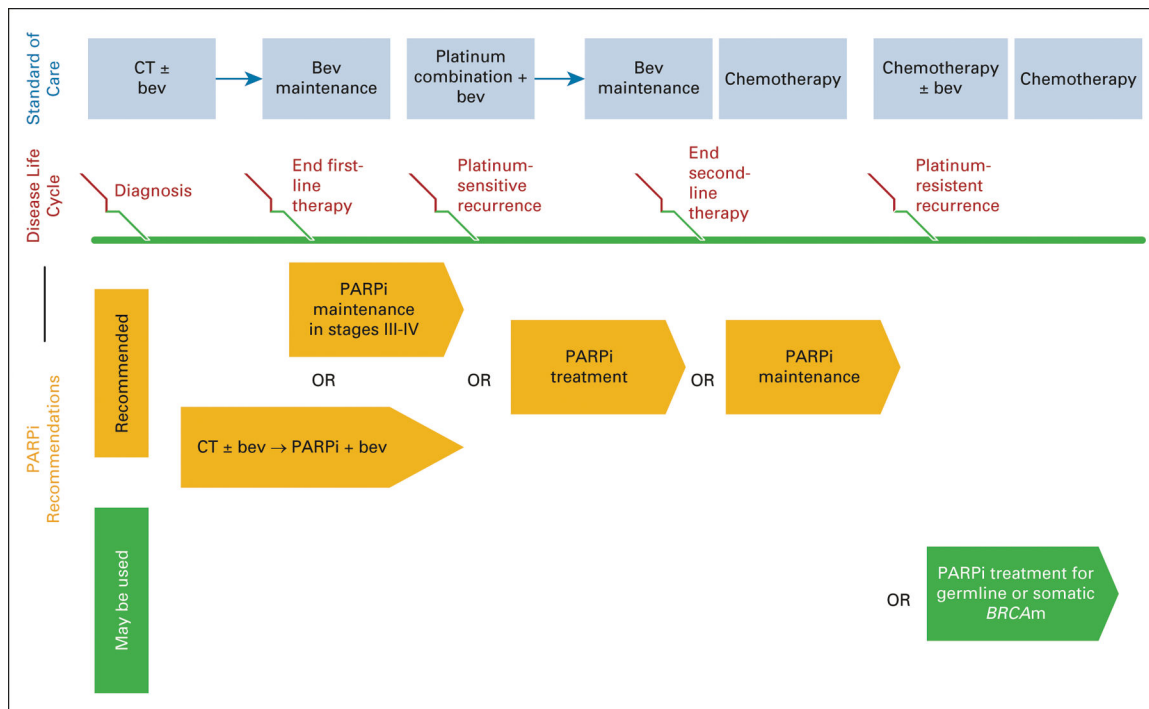 Standard of
Care
CT ±
bev
Bev
maintenance
Platinum
combination +
bev
Bev
maintenance
Chemotherapy
Chemotherapy
± bev
Chemotherapy
Disease Life
Cycle
Diagnosis
End first-
line therapy
Platinum-
sensitive
recurrence
End
second-
line
therapy
Platinum-
resistent
recurrence
PARPi
Recommendations
Recommended
PARPi
maintenance
in stages III-IV
OR
CT ± bev → PARPi + bev
OR
PARPi
treatment
OR
PARPi
maintenance
May be used
OR
PARPi treatment for
germline or somatic
BRCAm